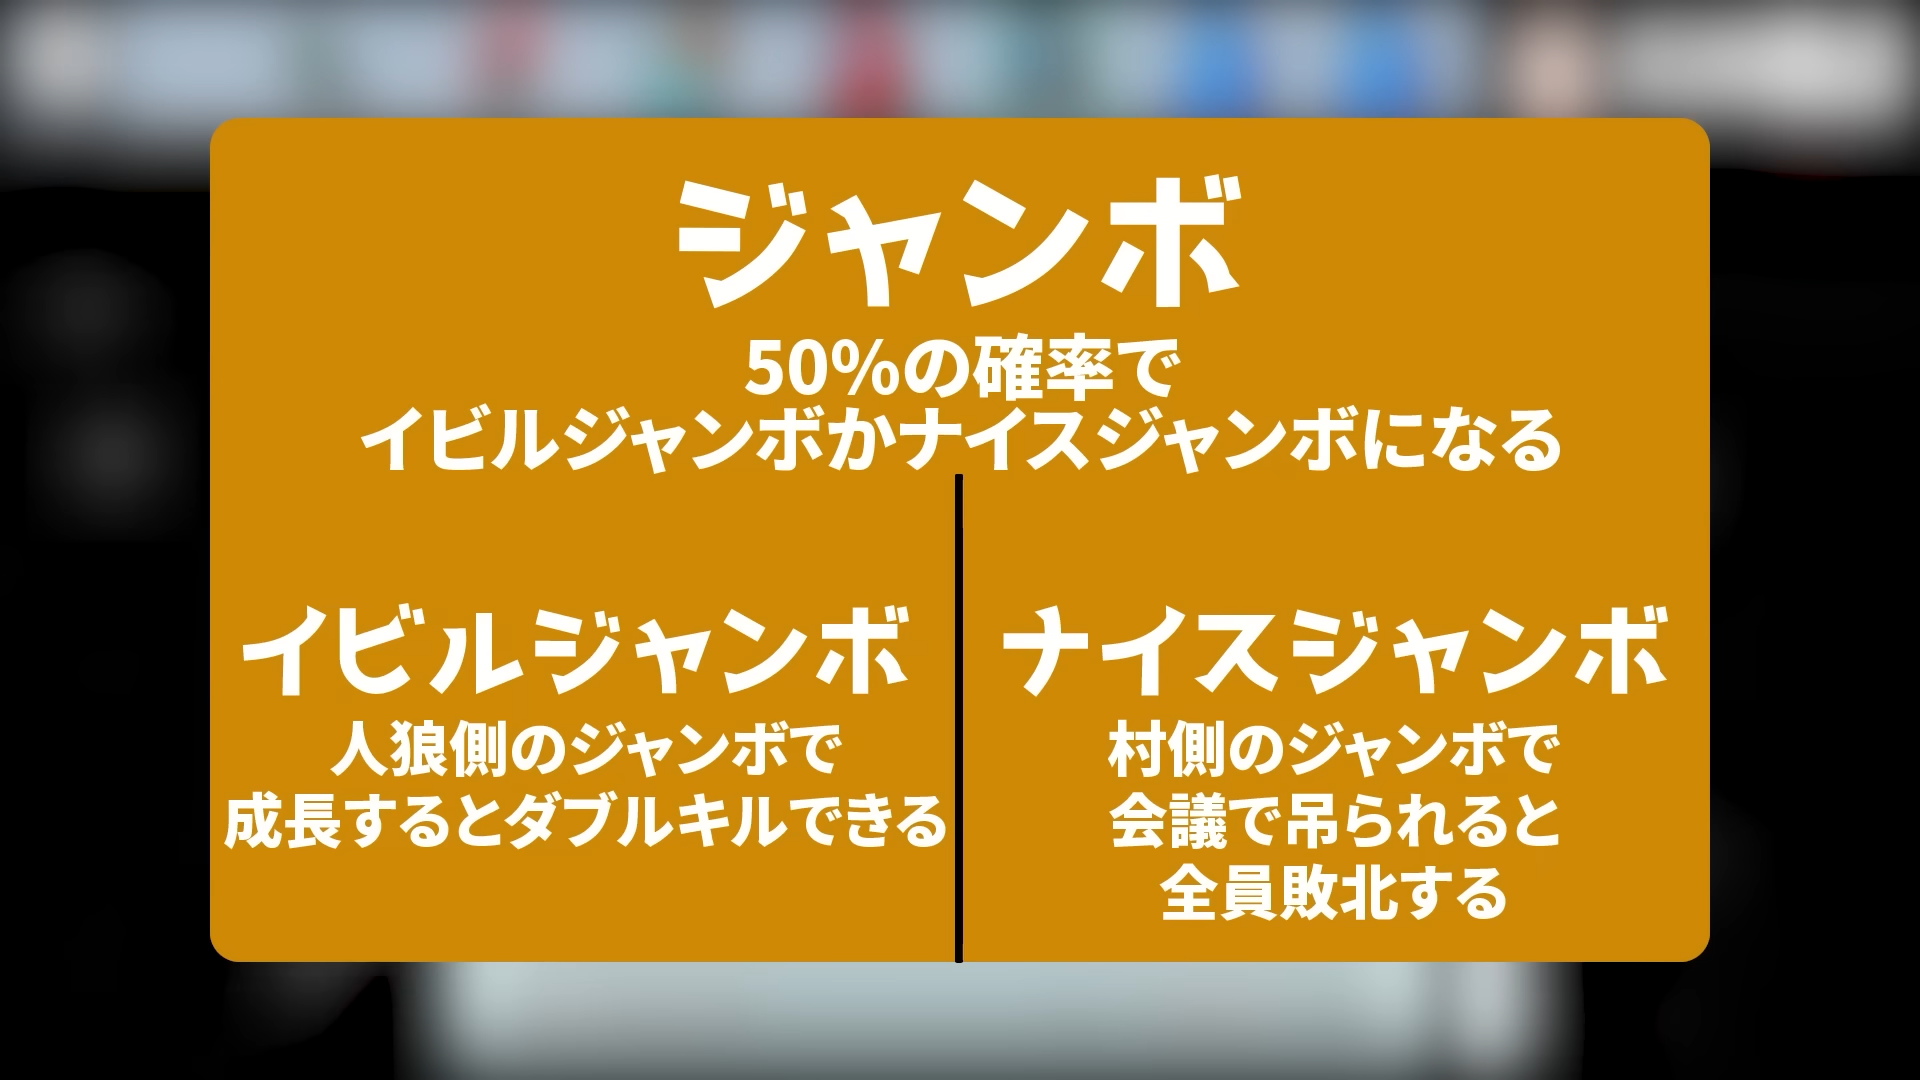 ジャンボ
50%の確率で
イビルジャンボかナイスジャンボになる
イビルジャンボ
人狼側のジャンボで
成長するとダブルキルできる
ナイスジャンボ
村側のジャンボで
会議で吊られると
全員敗北する